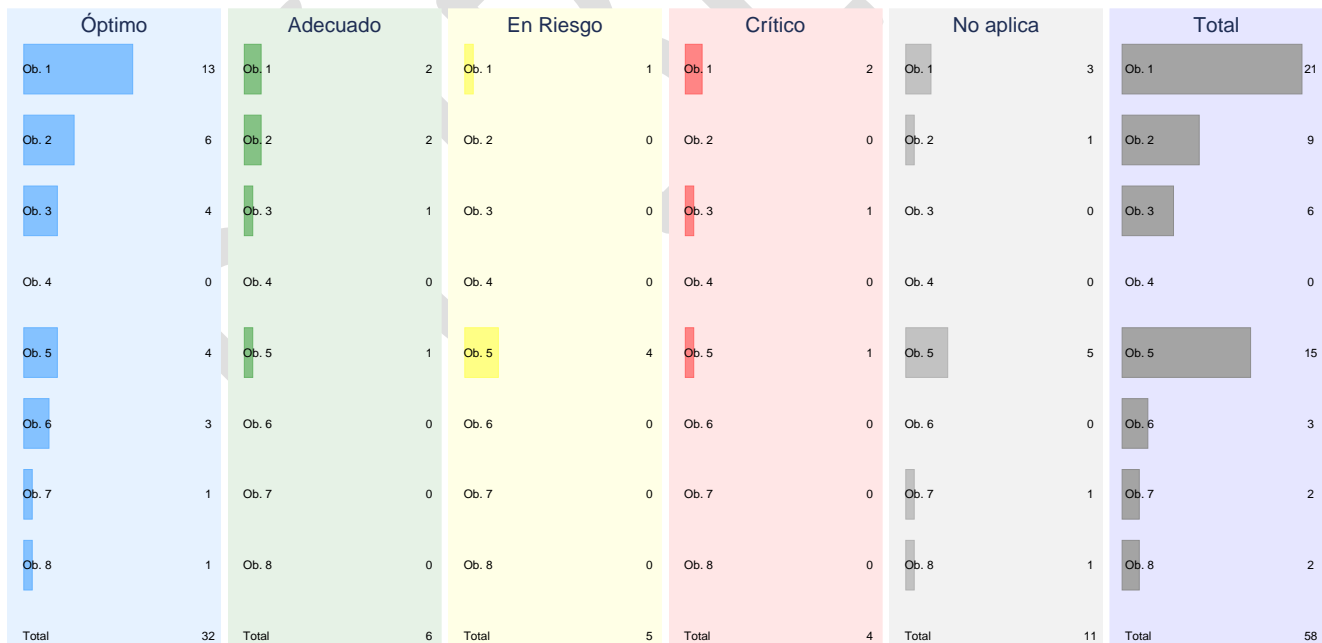 Óptimo Adecuado En Riesgo Crítico No aplica Total
Ob. 1 13 Ob. 1 2 Ob. 1 1 Ob. 1 2 Ob. 1 3 Ob. 1 21
Ob. 2 6 Ob. 2 2 Ob. 2 0 Ob. 2 0 Ob. 2 1 Ob. 2 9
Ob. 3 4 Ob. 3 1 Ob. 3 0 Ob. 3 1 Ob. 3 0 Ob. 3 6
Ob. 4 0 Ob. 4 0 Ob. 4 0 Ob. 4 0 Ob. 4 0 Ob. 4 0
Ob. 5 4 Ob. 5 1 Ob. 5 4 Ob. 5 1 Ob. 5 5 Ob. 5 15
Ob. 6 3 Ob. 6 0 Ob. 6 0 Ob. 6 0 Ob. 6 0 Ob. 6 3
Ob. 7 1 Ob. 7 0 Ob. 7 0 Ob. 7 0 Ob. 7 1 Ob. 7 2
Ob. 8 1 Ob. 8 0 Ob. 8 0 Ob. 8 0 Ob. 8 1 Ob. 8 2
Total 32 Total 6 Total 5 Total 4 Total 11 Total 58